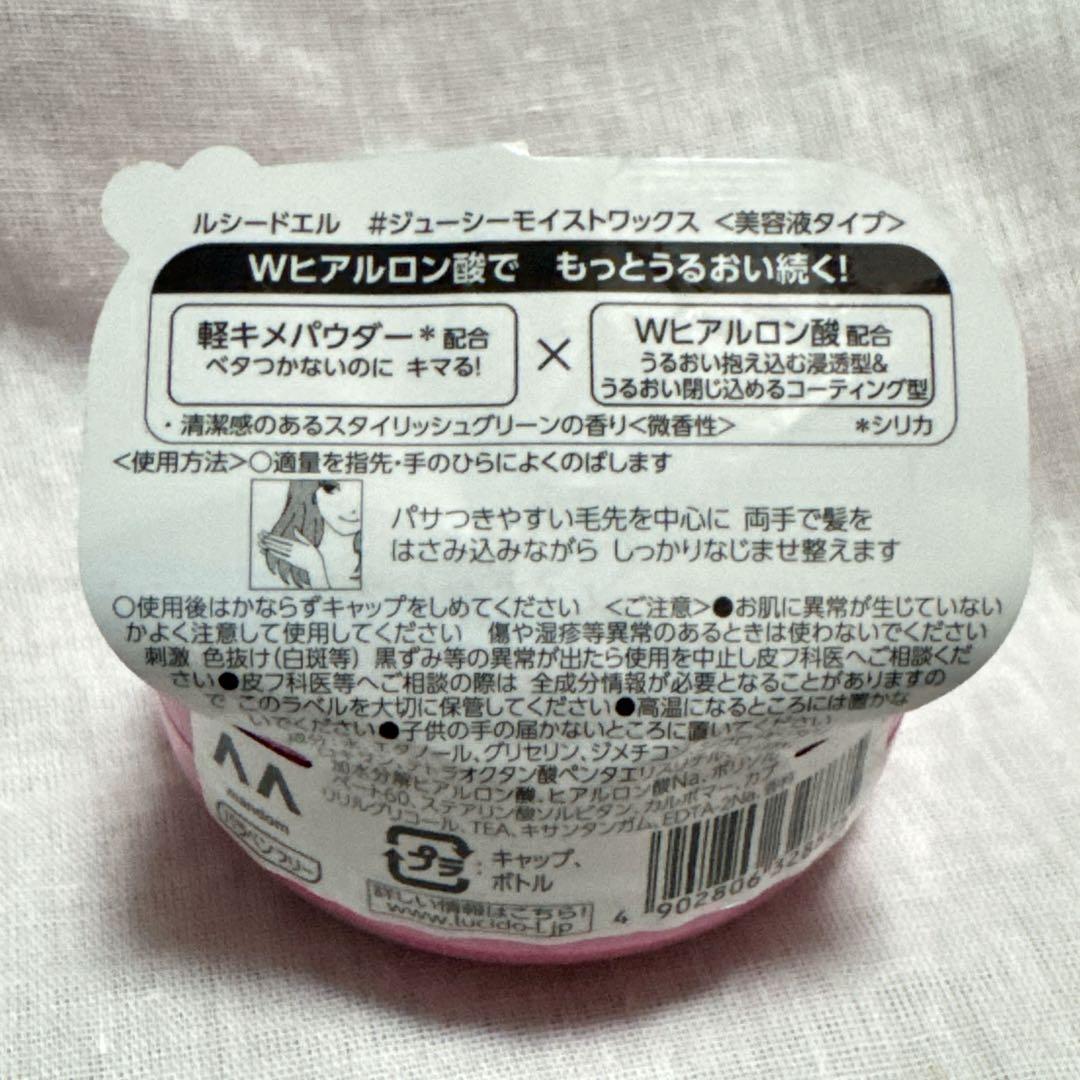 ルシードエル #ジューシーモイストワックス <美容液タイプ>
Wヒアルロン酸で もっとうるおい続く!
軽キメパウダー*配合
ベタつかないのに キマる!
×
Wヒアルロン酸 配合
うるおい抱え込む浸透型&
うるおい閉じ込めるコーティング型
・清潔感のあるスタイリッシュグリーンの香り<微香性> *シリカ
<使用方法>○適量を指先・手のひらによくのばします
パサつきやすい毛先を中心に 両手で髪を
はさみ込みながら しっかりなじませ整えます
○使用後はかならずキャップをしめてください <ご注意>●お肌に異常が生じていない
かよく注意して使用してください 傷や湿疹等異常のあるときは使わないでください
刺激 色抜け(白斑等) 黒ずみ等の異常が出たら使用を中止し皮フ科医へご相談くだ
さい ●皮フ科医等へご相談の際は 全成分情報が必要となることがありますの
で このラベルを大切に保管してください ●高温になるところには置かな
いでください ●子供の手の届かないところに置いてください
エタノール、グリセリン、ジメチコン
テトラオクタン酸ペンタエリスリチル
加水分解ヒアルロン酸、ヒアルロン酸Na、ポリソル
ベート60、ステアリン酸ソルビタン、カルボマー、カプ
リリルグリコール、TEA、キサンタンガム、EDTA-2Na、香料
mandom
パラベンフリー
プラ
キャップ、
ボトル
詳しい情報はこちら!
www.lucido-l.jp
4 902806 328